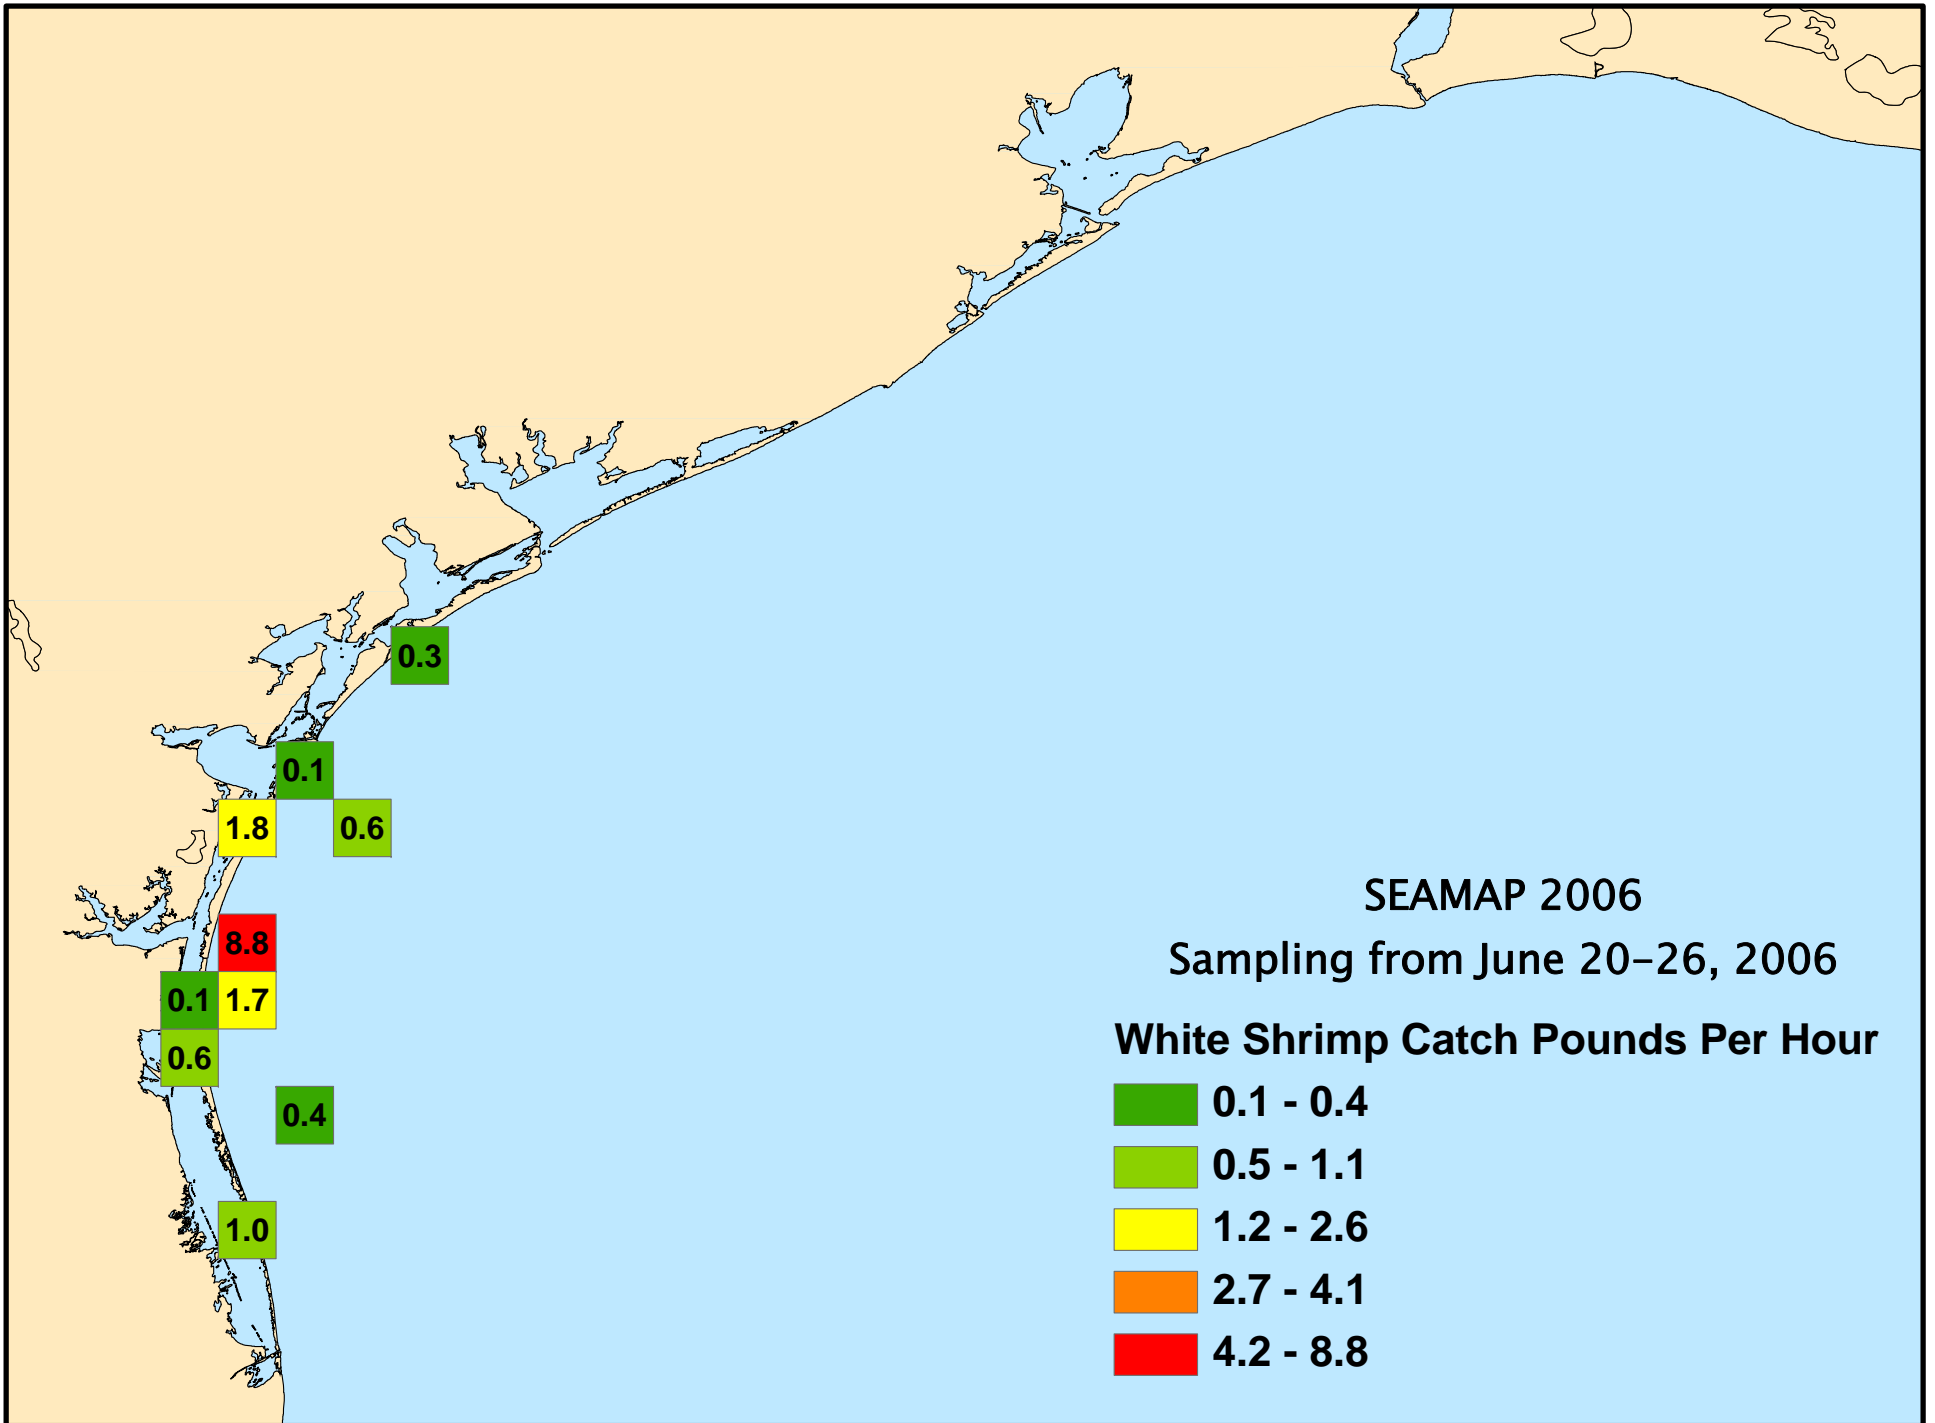 0.3
0.1
1.8 0.6
8.8
0.1 1.7
0.6
0.4
1.0
SEAMAP 2006
Sampling from June 20-26, 2006
White Shrimp Catch Pounds Per Hour
0.1 - 0.4
0.5 - 1.1
1.2 - 2.6
2.7 - 4.1
4.2 - 8.8